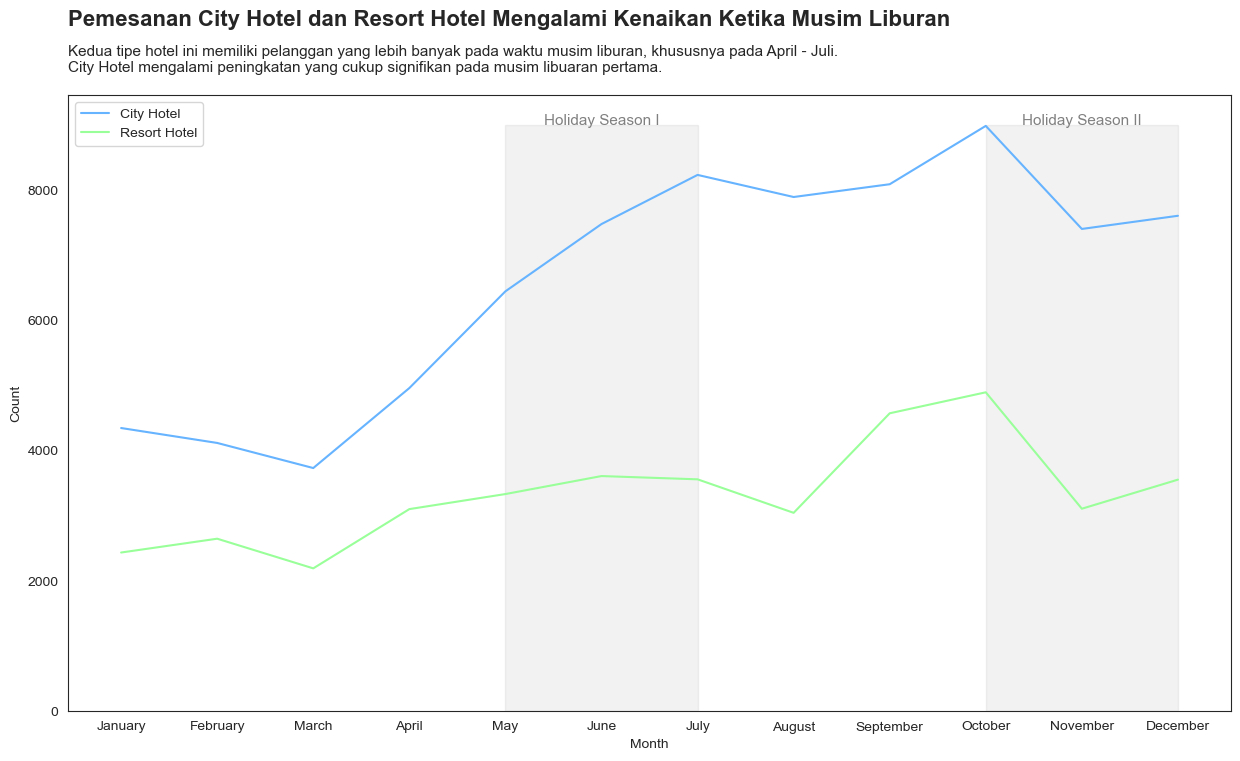 Pemesanan City Hotel dan Resort Hotel Mengalami Kenaikan Ketika Musim Liburan
Kedua tipe hotel ini memiliki pelanggan yang lebih banyak pada waktu musim liburan, khususnya pada April - Juli.
City Hotel mengalami peningkatan yang cukup signifikan pada musim libuaran pertama.
City Hotel
Resort Hotel
Holiday Season I
Holiday Season II
8000
6000
4000
2000
0
Count
January February March April May June July August September October November December
Month